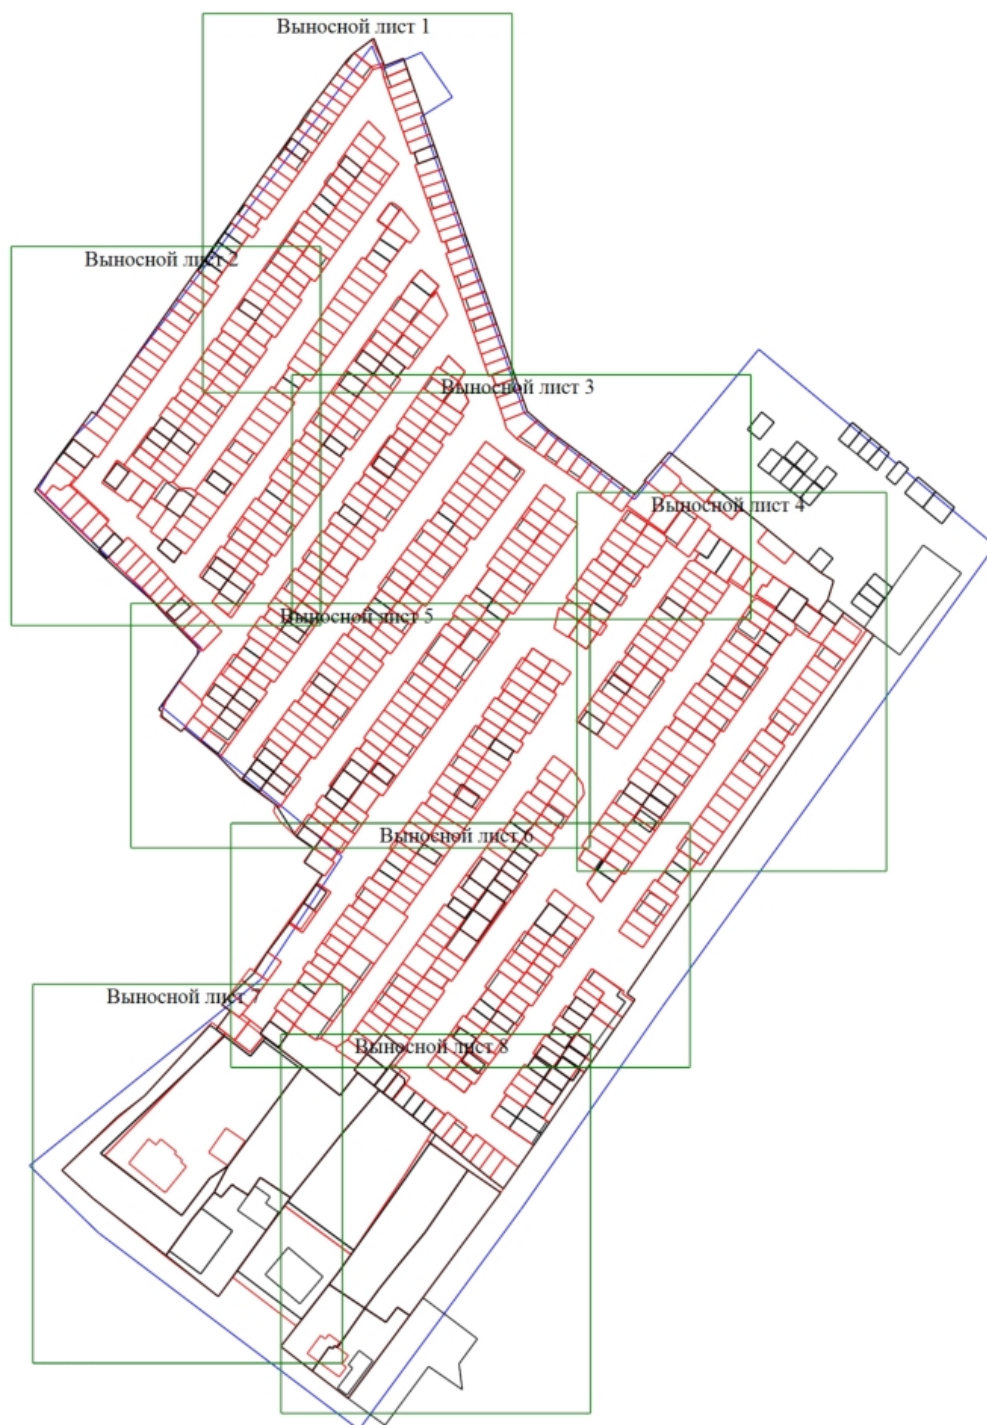 Выносной лист 1
Выносной лист 2
Выносной лист 3
Выносной лист 4
Выносной лист 5
Выносной лист 6
Выносной лист 7
Выносной лист 8